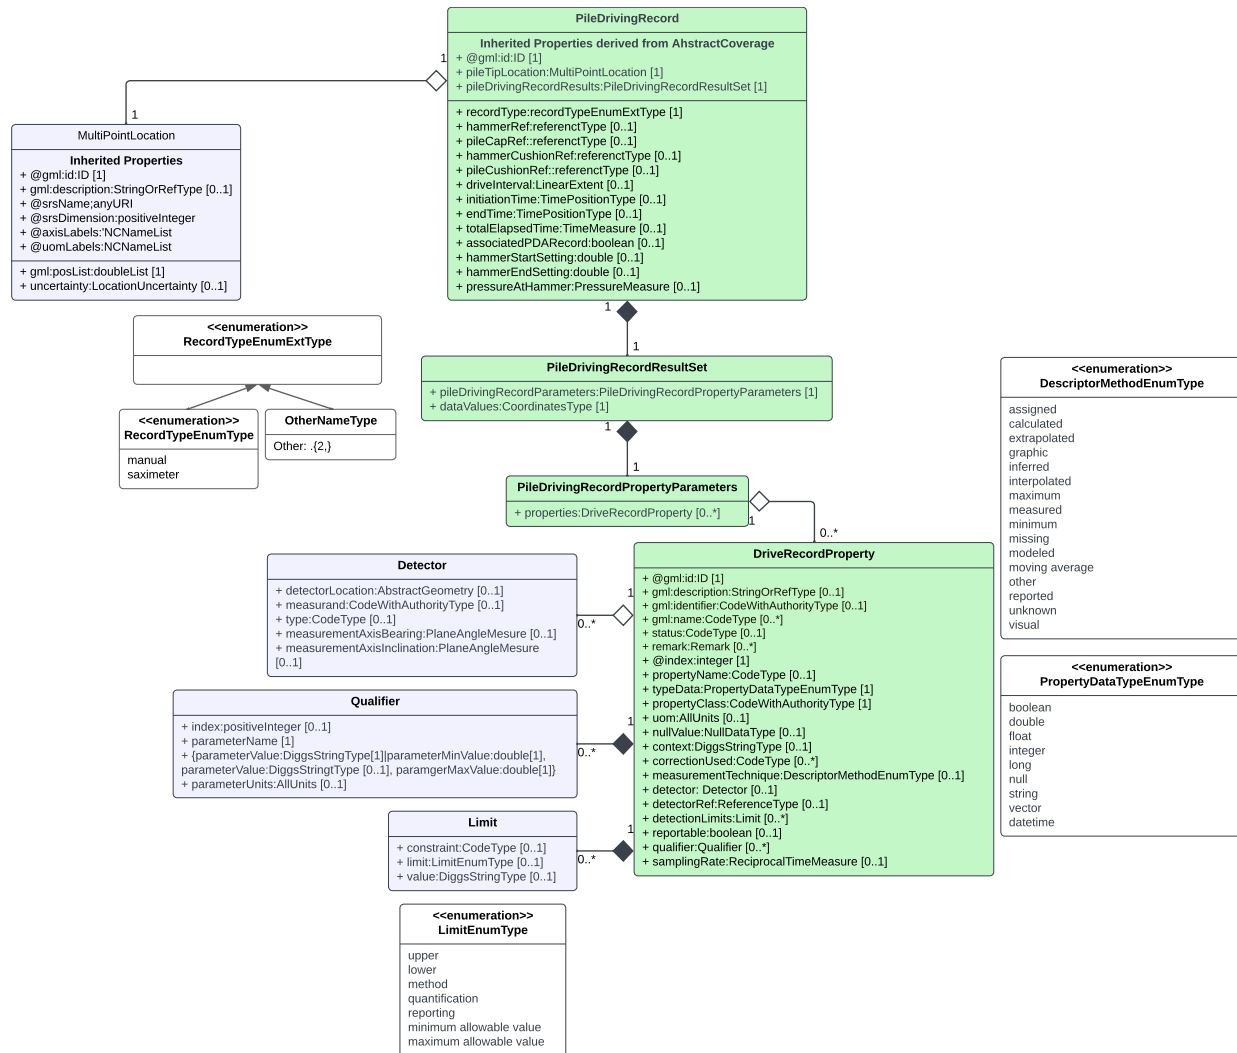 PileDrivingRecord
Inherited Properties derived from AbstractCoverage
+ @gml:id:ID [1]
+ pileTipLocation:MultiPointLocation [1]
+ pileDrivingRecordResults:PileDrivingRecordResultSet [1]
+ recordType:recordTypeEnumExtType [1]
+ hammerRef:referenctType [0..1]
+ pileCapRef::referenctType [0..1]
+ hammerCushionRef:referenctType [0..1]
+ pileCushionRef::referenctType [0..1]
+ driveInterval:LinearExtent [0..1]
+ initiationTime:TimePositionType [0..1]
+ endTime:TimePositionType [0..1]
+ totalElapsedTime:TimeMeasure [0..1]
+ associatedPDARecord:boolean [0..1]
+ hammerStartSetting:double [0..1]
+ hammerEndSetting:double [0..1]
+ pressureAtHammer:PressureMeasure [0..1]
1
1
MultiPointLocation
Inherited Properties
+ @gml:id:ID [1]
+ gml:description:StringOrRefType [0..1]
+ @srsName;anyURI
+ @srsDimension:positiveInteger
+ @axisLabels:'NCNameList
+ @uomLabels:NCNameList
+ gml:posList:doubleList [1]
+ uncertainty:LocationUncertainty [0..1]
<<enumeration>>
RecordTypeEnumExtType
<<enumeration>>
RecordTypeEnumType
manual
saximeter
OtherNameType
Other: .{2,}
1
1
PileDrivingRecordResultSet
+ pileDrivingRecordParameters:PileDrivingRecordPropertyParameters [1]
+ dataValues:CoordinatesType [1]
1
1
PileDrivingRecordPropertyParameters
+ properties:DriveRecordProperty [0..*]
1
0..*
DriveRecordProperty
+ @gml:id:ID [1]
+ gml:description:StringOrRefType [0..1]
+ gml:identifier:CodeWithAuthorityType [0..1]
+ gml:name:CodeType [0..*]
+ status:CodeType [0..1]
+ remark:Remark [0..*]
+ @index:integer [1]
+ propertyName:CodeType [0..1]
+ typeData:PropertyDataTypeEnumType [1]
+ propertyClass:CodeWithAuthorityType [1]
+ uom:AllUnits [0..1]
+ nullValue:NullDataType [0..1]
+ context:DiggsStringType [0..1]
+ correctionUsed:CodeType [0..*]
+ measurementTechnique:DescriptorMethodEnumType [0..1]
+ detector: Detector [0..1]
+ detectorRef:ReferenceType [0..1]
+ detectionLimits:Limit [0..*]
+ reportable:boolean [0..1]
+ qualifier:Qualifier [0..*]
+ samplingRate:ReciprocalTimeMeasure [0..1]
Detector
+ detectorLocation:AbstractGeometry [0..1]
+ measurand:CodeWithAuthorityType [0..1]
+ type:CodeType [0..1]
+ measurementAxisBearing:PlaneAngleMesure [0..1]
+ measurementAxisInclination:PlaneAngleMesure
[0..1]
1
0..*
Qualifier
+ index:positiveInteger [0..1]
+ parameterName [1]
+ {parameterValue:DiggsStringType[1]|parameterMinValue:double[1],
parameterValue:DiggsStringtType [0..1], paramgerMaxValue:double[1]}
+ parameterUnits:AllUnits [0..1]
1
0..*
Limit
+ constraint:CodeType [0..1]
+ limit:LimitEnumType [0..1]
+ value:DiggsStringType [0..1]
1
0..*
<<enumeration>>
LimitEnumType
upper
lower
method
quantification
reporting
minimum allowable value
maximum allowable value
<<enumeration>>
DescriptorMethodEnumType
assigned
calculated
extrapolated
graphic
inferred
interpolated
maximum
measured
minimum
missing
modeled
moving average
other
reported
unknown
visual
<<enumeration>>
PropertyDataTypeEnumType
boolean
double
float
integer
long
null
string
vector
datetime